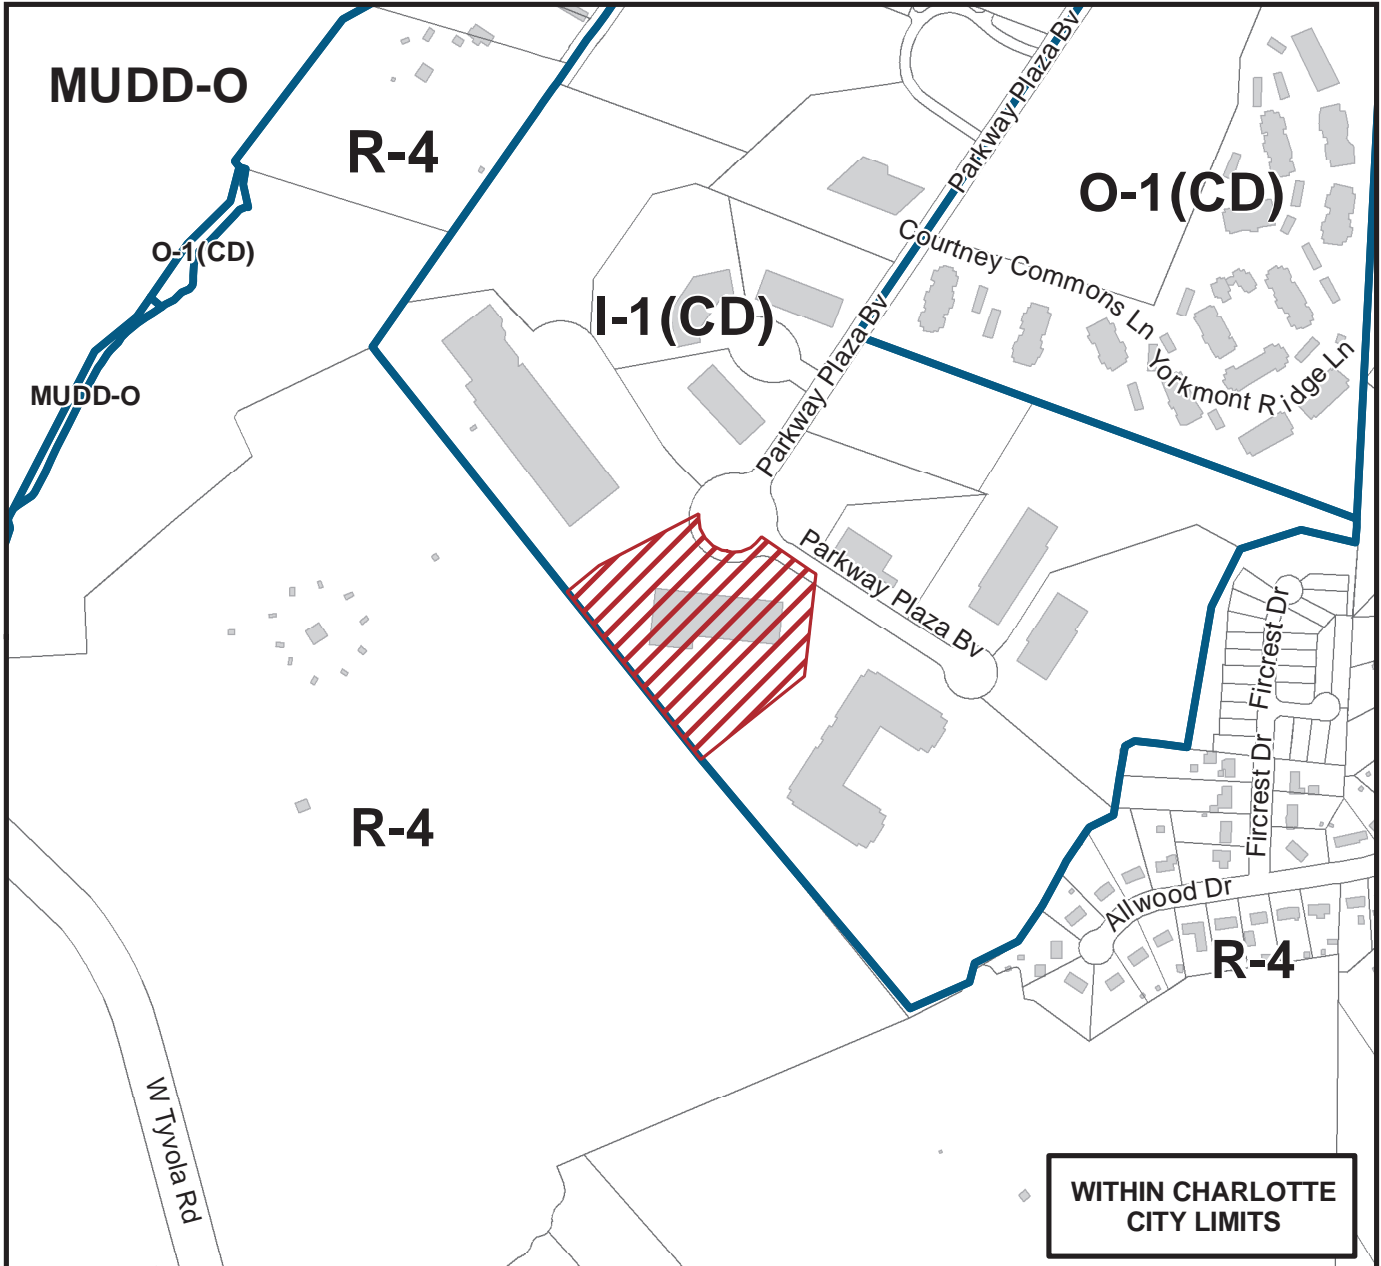 MUDD-O
R-4
O-1(CD)
MUDD-O
Parkway Plaza Bv
O-1(CD)
Courtney Commons Ln
I-1(CD)
Parkway Plaza Bv
Yorkmont Ridge Ln
Parkway Plaza Bv
Fircrest Dr
Fircrest Dr
R-4
Allwood Dr
R-4
W Tyvola Rd
WITHIN CHARLOTTE
CITY LIMITS